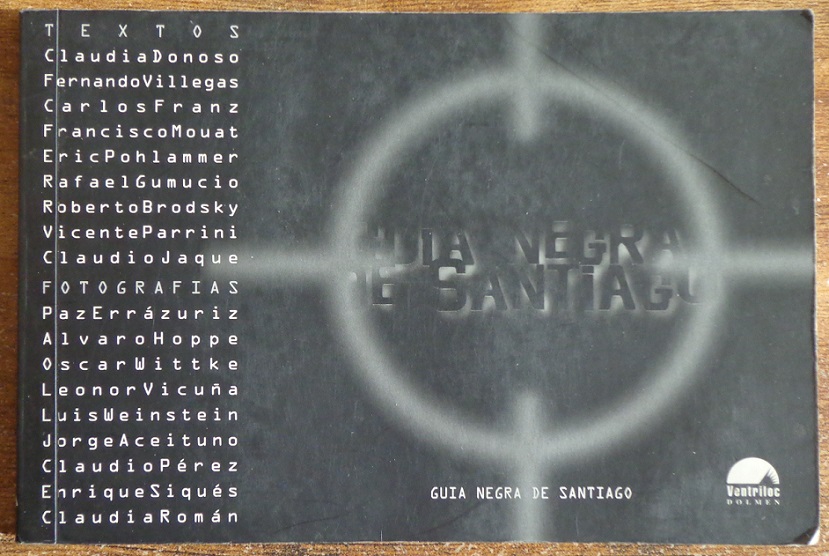 TEXTOS
ClaudiaDonoso
FernandoVillegas
CarlosFranz
FranciscoMouat
EricPohlammer
RafaelGumucio
RobertoBrodsky
VicenteParrini
ClaudioJaque
FOTOGRAFIAS
PazErrázuriz
AlvaroHoppe
OscarWittke
LeonorVicuña
LuisWeinstein
JorgeAceituno
ClaudioPérez
EnriqueSiqués
ClaudiaRomán
GUIA NEGRA
DE SANTIAGO
GUIA NEGRA DE SANTIAGO
Ventriloc
DOLMEN